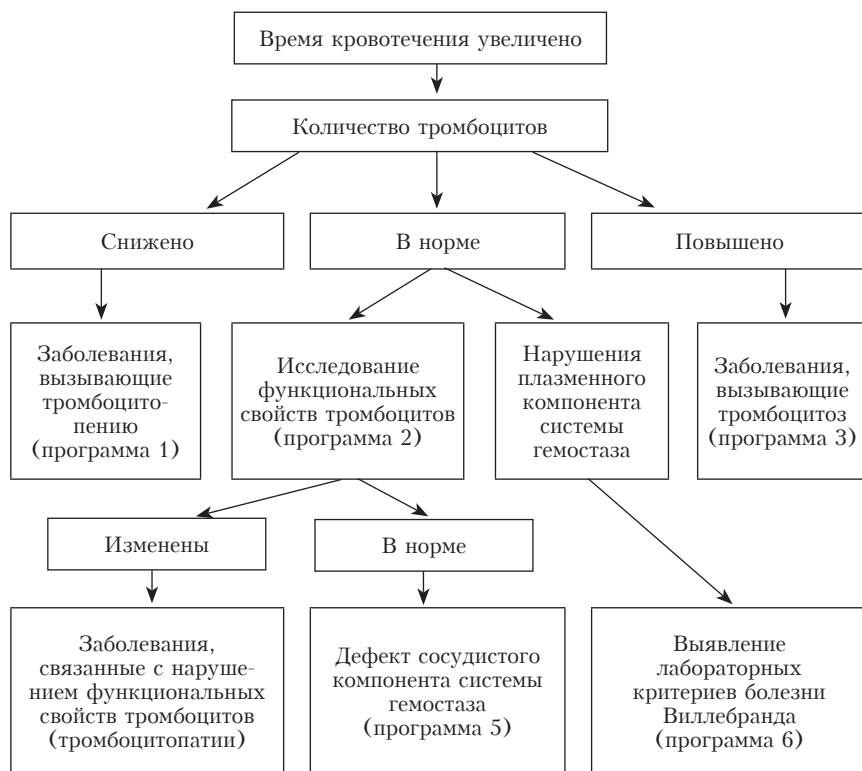 Время кровотечения увеличено
Количество тромбоцитов
Снижено
В норме
Повышено
Заболевания,
вызывающие
тромбоцито-
пению
(программа 1)
Исследование
функциональных
свойств тромбоцитов
(программа 2)
Нарушения
плазменного
компонента
системы
гемостаза
Заболевания,
вызывающие
тромбоцитоз
(программа 3)
Изменены
В норме
Заболевания,
связанные с наруше-
нием функциональных
свойств тромбоцитов
(тромбоцитопатии)
Дефект сосудистого
компонента системы
гемостаза
(программа 5)
Выявление
лабораторных
критериев болезни
Виллебранда
(программа 6)